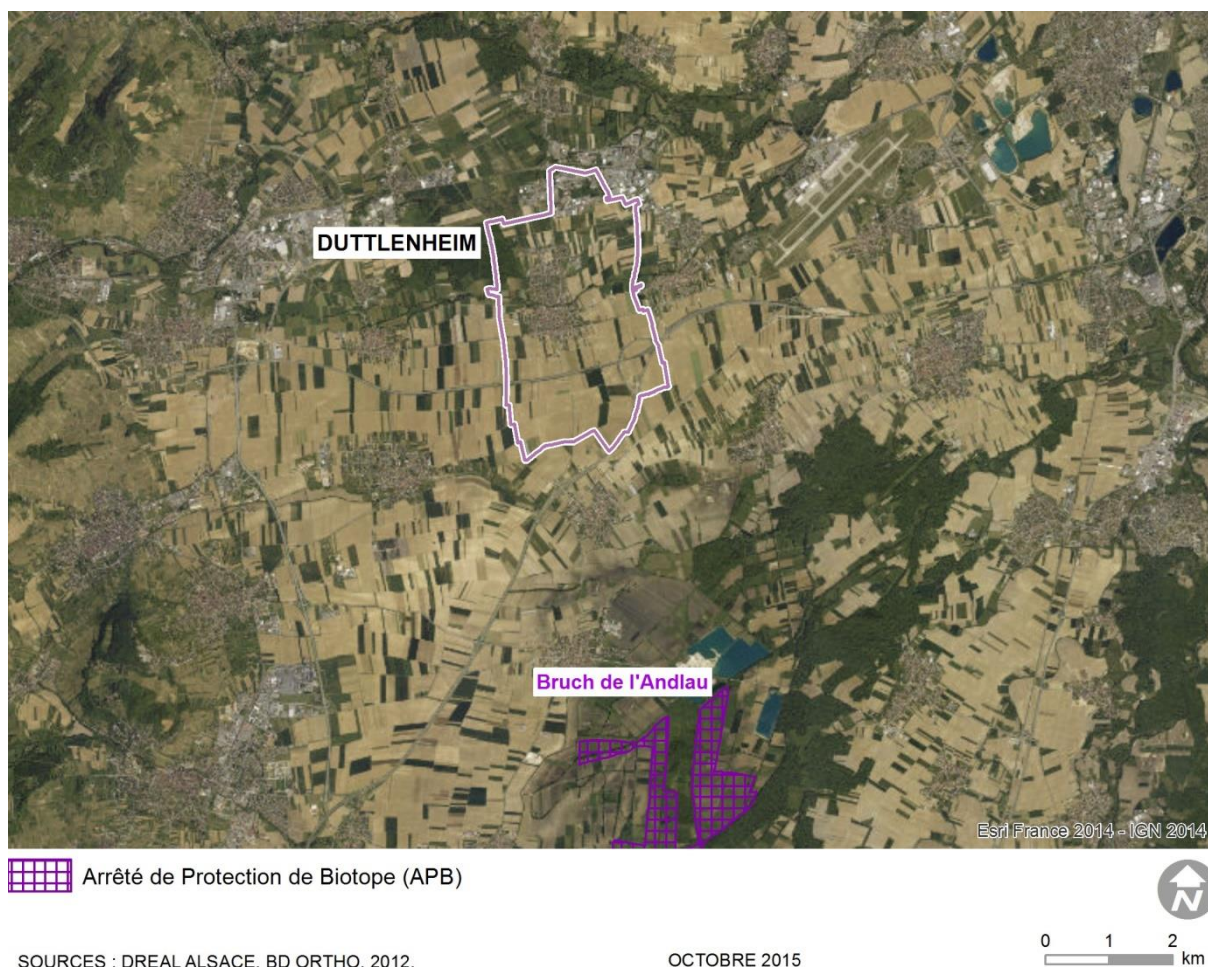 DUTTLENHEIM
Bruch de l'Andlau
Esri France 2014 - IGN 2014
Arrêté de Protection de Biotope (APB)
N
0 1 2
km
SOURCES : DREAL ALSACE, BD ORTHO, 2012.
OCTOBRE 2015